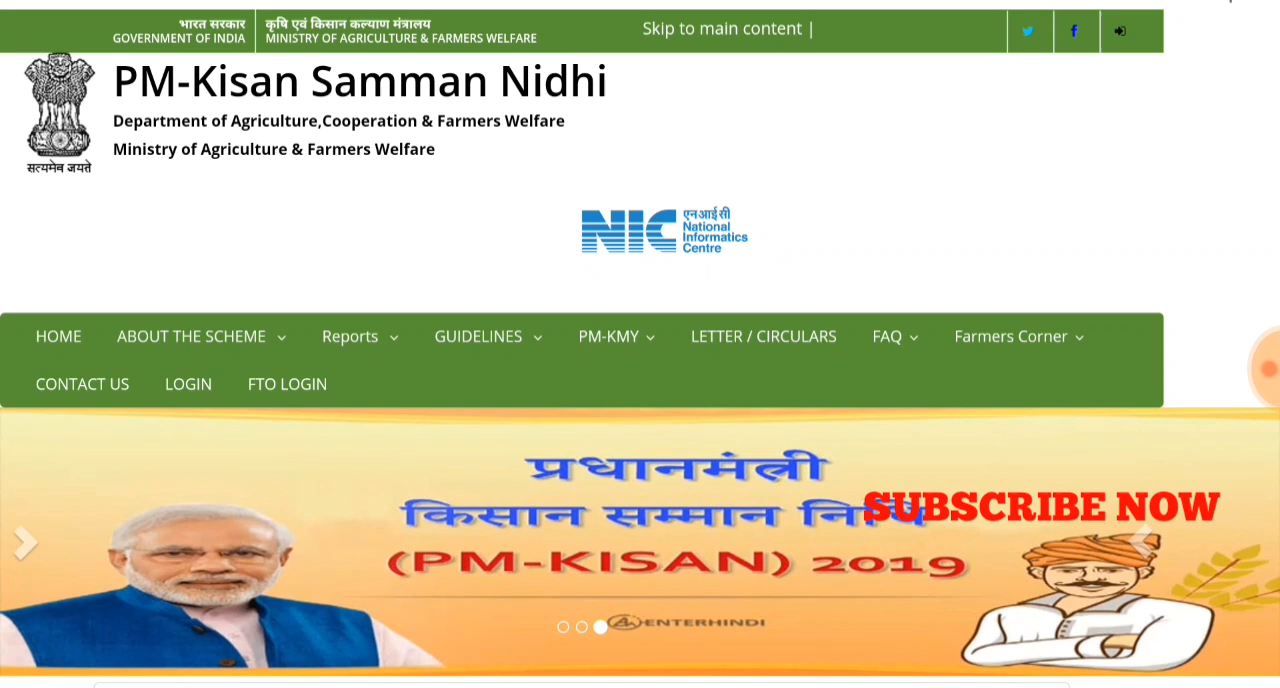 भारत सरकार
GOVERNMENT OF INDIA
कृषि एवं किसान कल्याण मंत्रालय
MINISTRY OF AGRICULTURE & FARMERS WELFARE
Skip to main content |
PM-Kisan Samman Nidhi
Department of Agriculture,Cooperation & Farmers Welfare
Ministry of Agriculture & Farmers Welfare
सत्यमेव जयते
NIC
एन आई सी
National
Informatics
Centre
HOME ABOUT THE SCHEME Reports GUIDELINES PM-KMY LETTER / CIRCULARS FAQ Farmers Corner
CONTACT US LOGIN FTO LOGIN
प्रधानमंत्री
किसान सम्मान निधि
SUBSCRIBE NOW
(PM-KISAN) 2019
ENTERHINDI